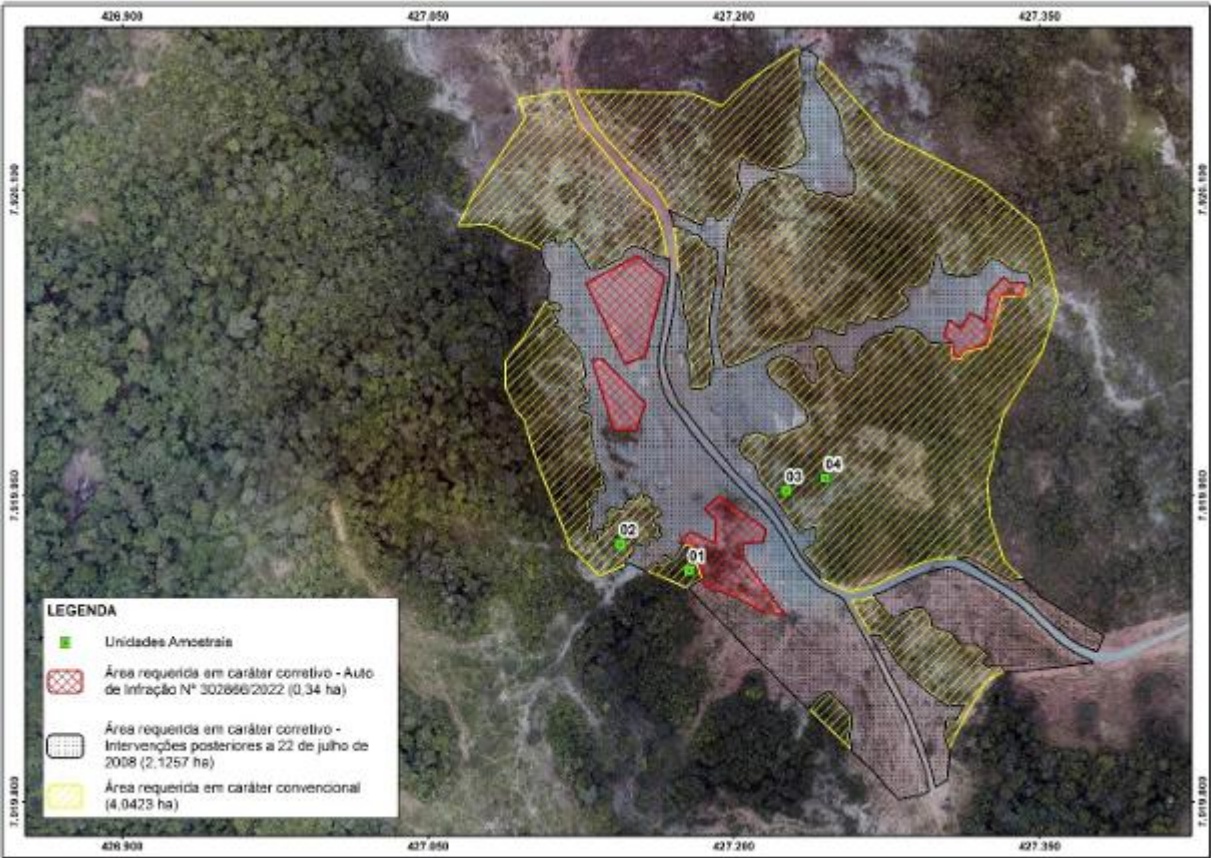 426.900 427.050 427.200 427.350
7.920.100 7.920.100
7.919.950 7.919.950
7.919.800 7.919.800
03 04
02
01
LEGENDA
Unidades Amostrais
Área requerida em caráter corretivo - Auto
de Infração N° 302866/2022 (0,34 ha)
Área requerida em caráter corretivo -
Intervenções posteriores a 22 de julho de
2008 (2,1257 ha)
Área requerida em caráter convencional
(4,0423 ha)
426.900 427.050 427.200 427.350